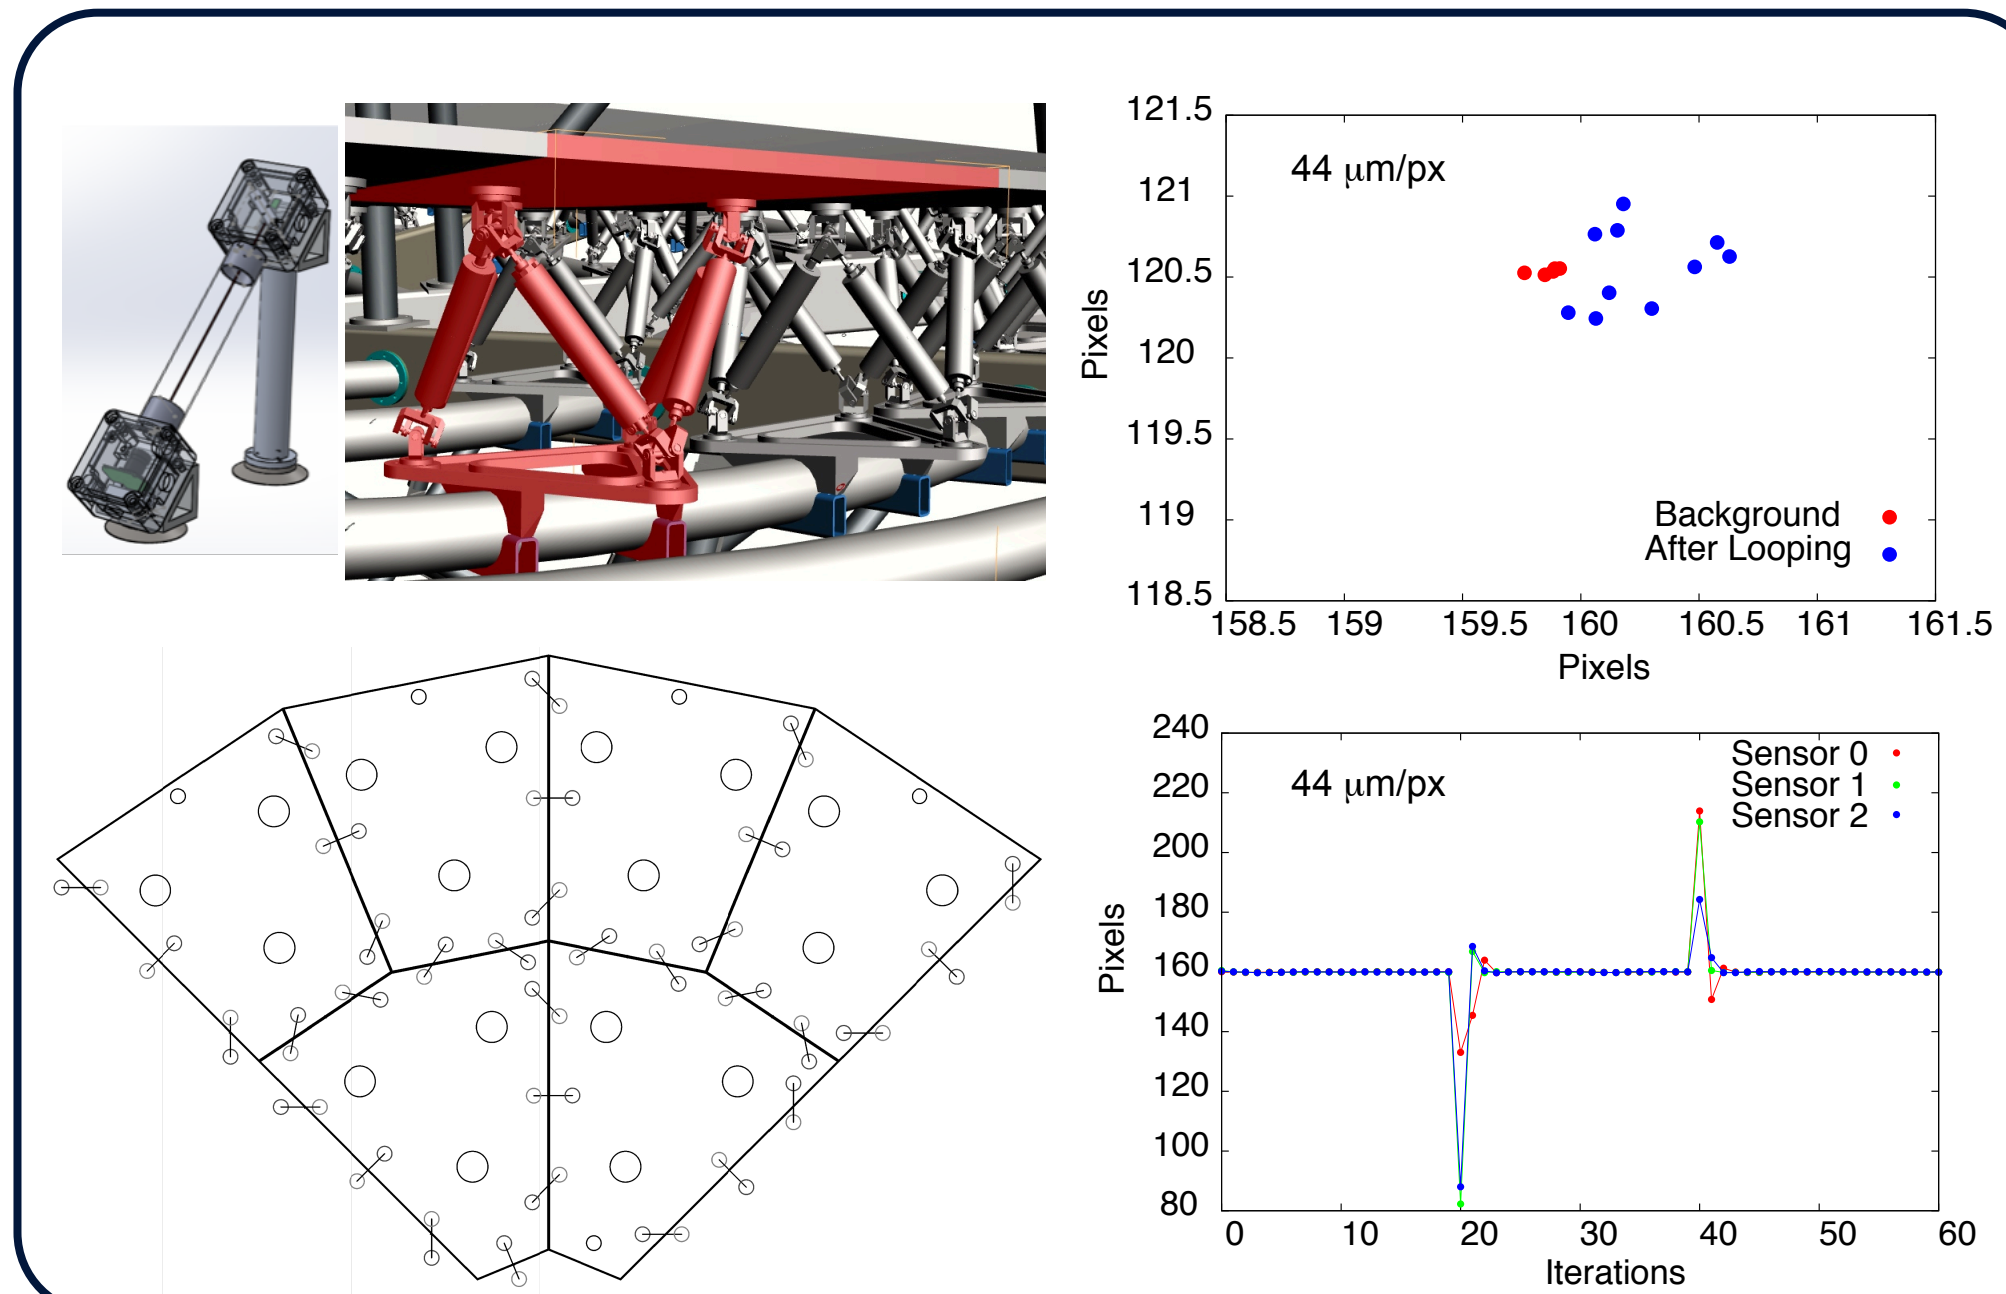 121.5
121
120.5
120
119.5
119
118.5
Pixels
44 μm/px
Background
After Looping
158.5 159 159.5 160 160.5 161 161.5
Pixels
240
220
200
180
160
140
120
100
80
Pixels
44 μm/px
Sensor 0
Sensor 1
Sensor 2
0 10 20 30 40 50 60
Iterations